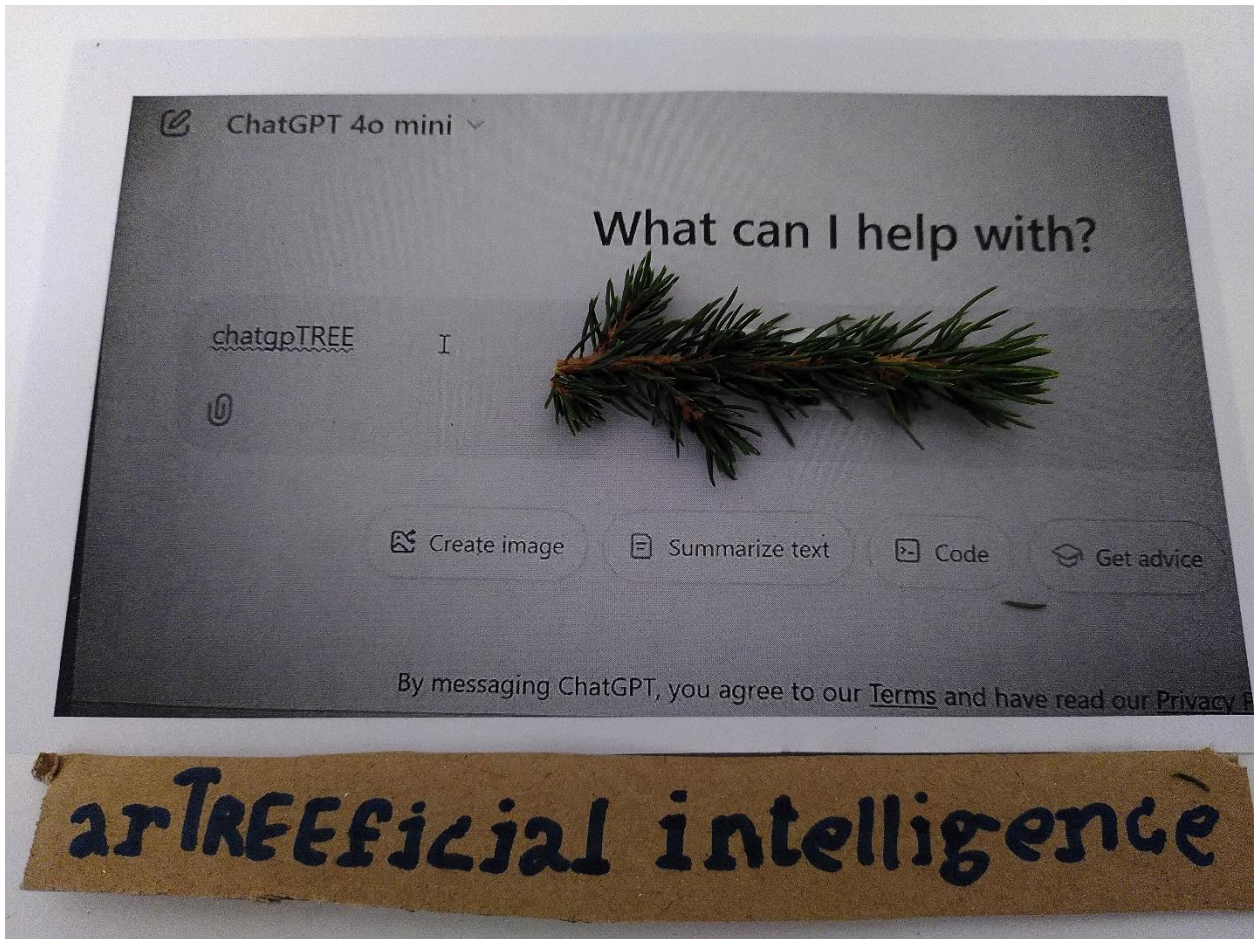 ChatGPT 4o mini
What can I help with?
chatgpTREE
Create image
Summarize text
Code
Get advice
By messaging ChatGPT, you agree to our Terms and have read our Privacy
arTREEficial intelligence